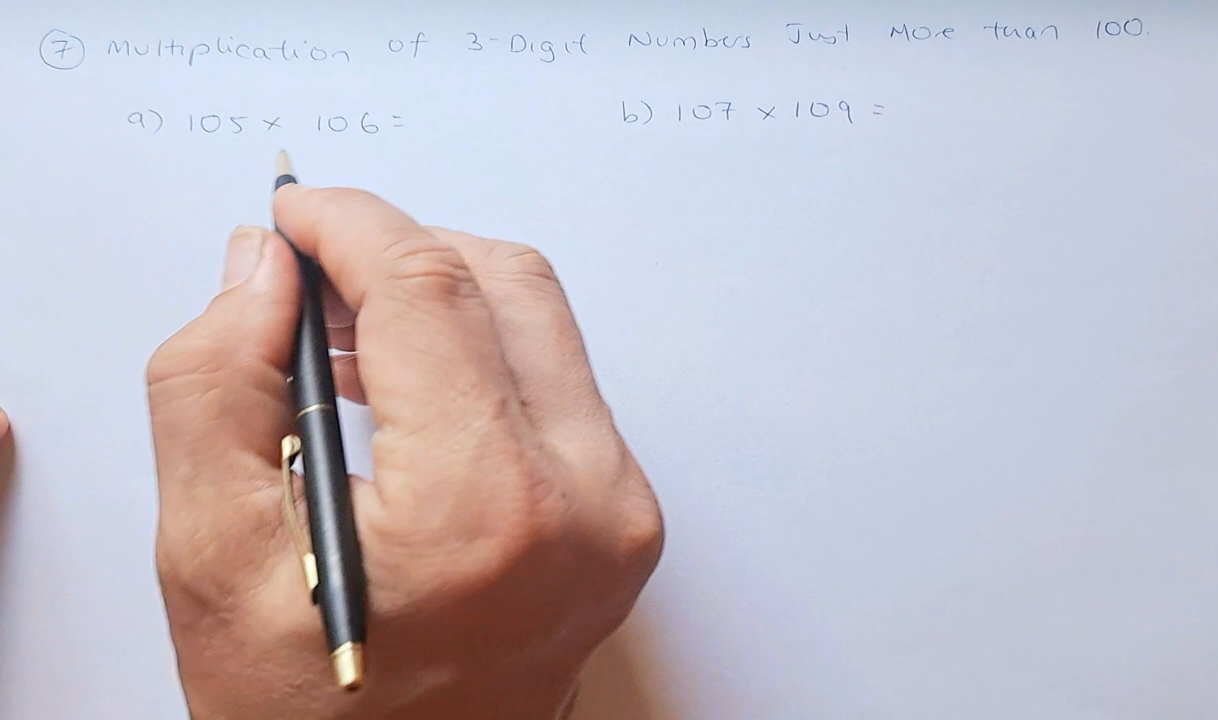 7 Multiplication of 3-Digit Numbers Just More than 100.
a) 105 x 106 =
b) 107 x 109 =